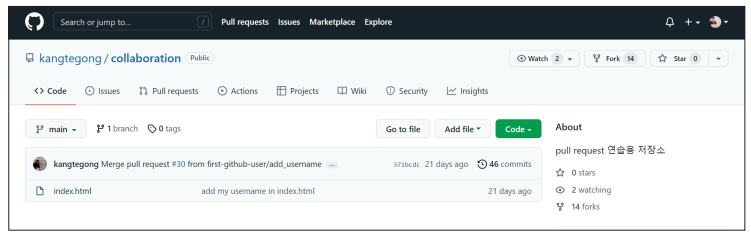 Search or jump to... /
Pull requests Issues Marketplace Explore
kangtegong / collaboration Public
Watch 2 Fork 14 Star 0
Code Issues Pull requests Actions Projects Wiki Security Insights
main 1 branch 0 tags Go to file Add file Code
kangtegong Merge pull request #30 from first-github-user/add_username ... 371bcdc 21 days ago 46 commits
index.html add my username in index.html 21 days ago
About
pull request 연습용 저장소
0 stars
2 watching
14 forks